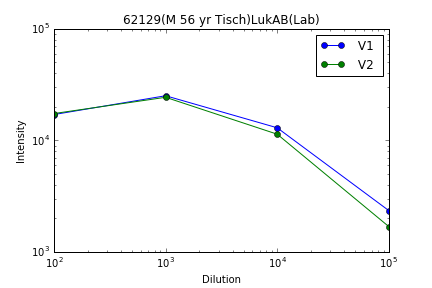 62129(M 56 yr Tisch)LukAB(Lab)
10^5
V1
V2
10^4
Intensity
10^3
10^2 10^3 10^4 10^5
Dilution